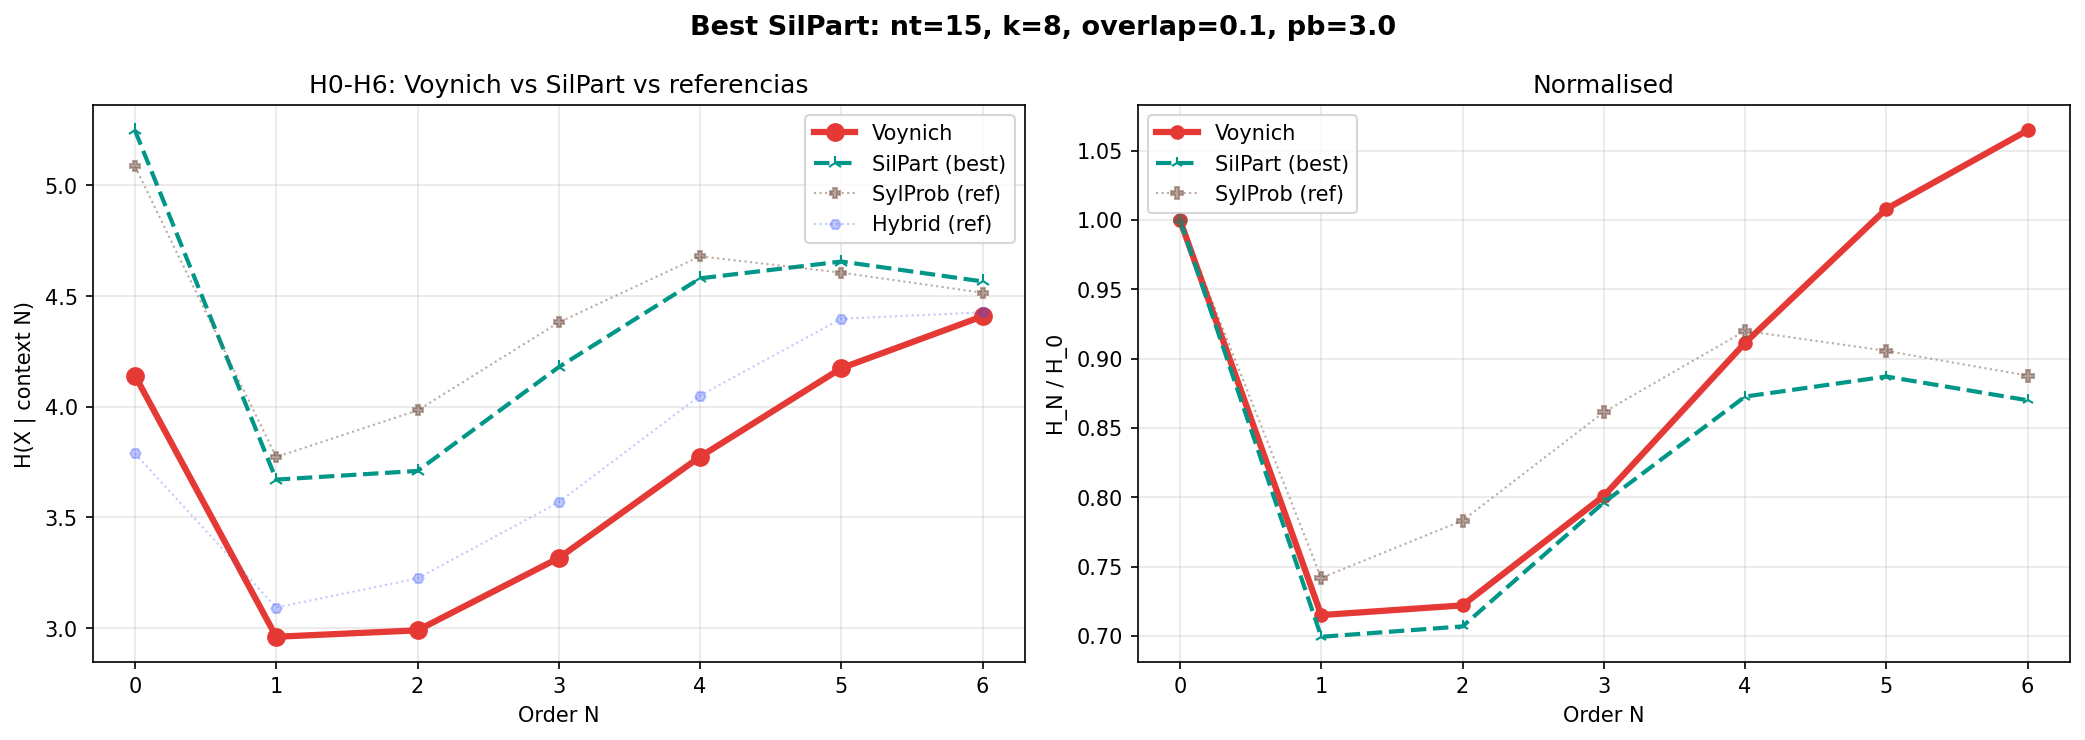 Best SilPart: nt=15, k=8, overlap=0.1, pb=3.0
H0-H6: Voynich vs SilPart vs referencias
H(X | context N)
5.0
4.5
4.0
3.5
3.0
Voynich
SilPart (best)
SylProb (ref)
Hybrid (ref)
0 1 2 3 4 5 6
Order N
Normalised
H_N / H_0
1.05
1.00
0.95
0.90
0.85
0.80
0.75
0.70
Voynich
SilPart (best)
SylProb (ref)
0 1 2 3 4 5 6
Order N